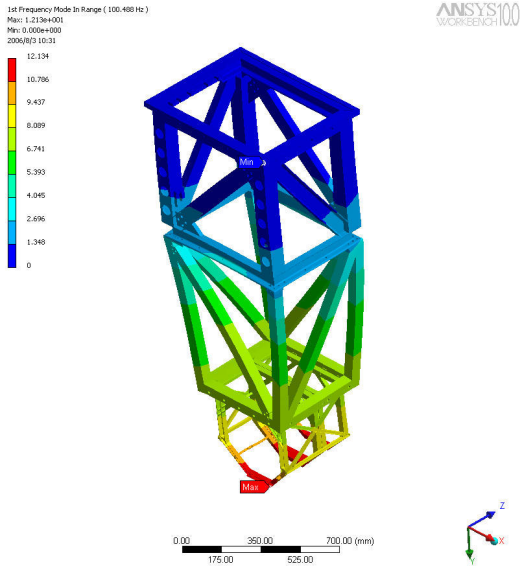 1st Frequency Mode In Range ( 100.488 Hz )
Max: 1.213e+001
Min: 0.000e+000
2006/8/3 10:31
ANSYS 10.0
WORKBENCH
12.134
10.786
9.437
8.089
6.741
5.393
4.045
2.696
1.348
0
Min
Max
0.00 350.00 700.00 (mm)
175.00 525.00
Z
X
Y